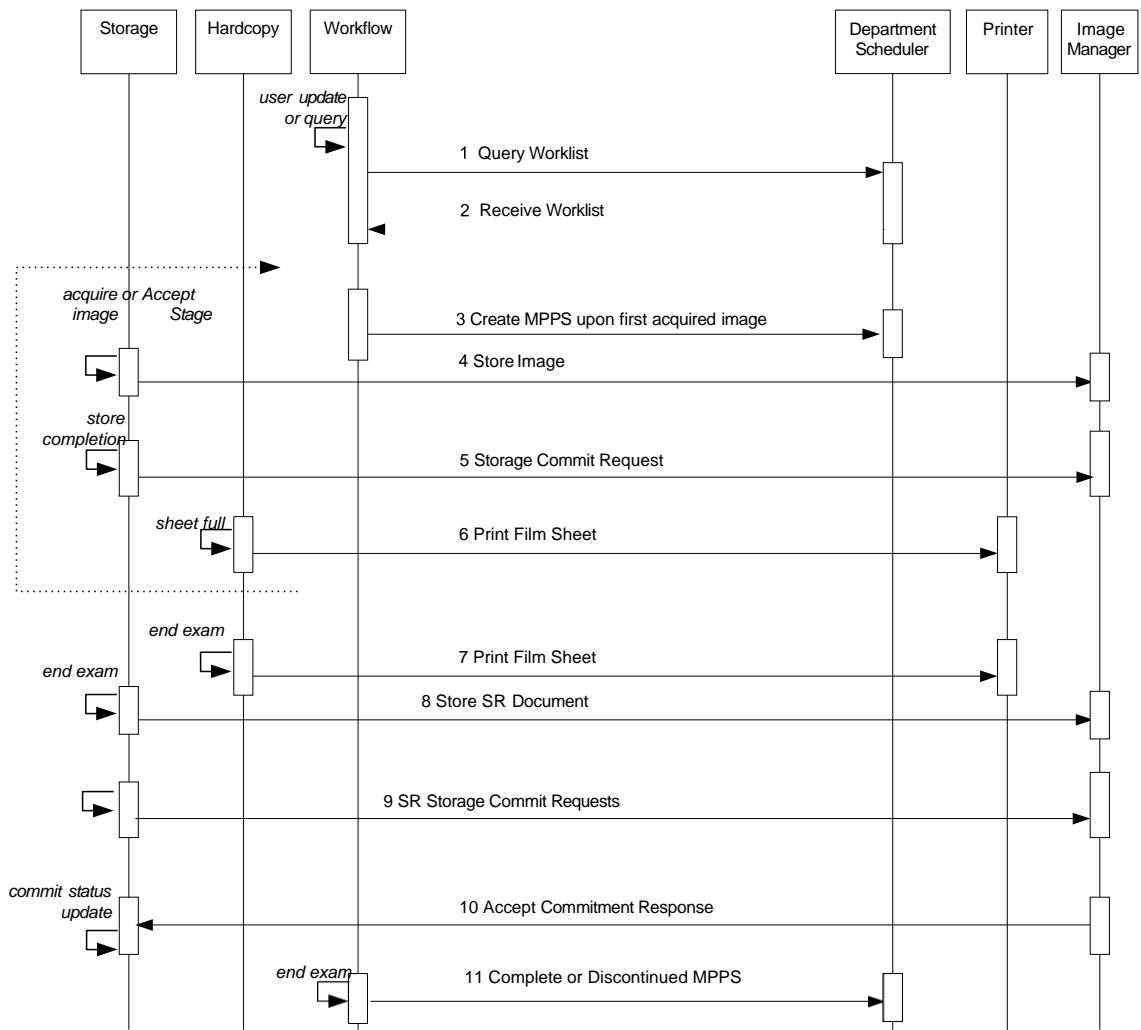 Storage
Hardcopy
Workflow
Department
Scheduler
Printer
Image
Manager
user update
or query
1 Query Worklist
2 Receive Worklist
acquire or Accept
image Stage
3 Create MPPS upon first acquired image
4 Store Image
store
completion
5 Storage Commit Request
sheet full
6 Print Film Sheet
end exam
7 Print Film Sheet
end exam
8 Store SR Document
9 SR Storage Commit Requests
commit status
update
10 Accept Commitment Response
end exam
11 Complete or Discontinued MPPS